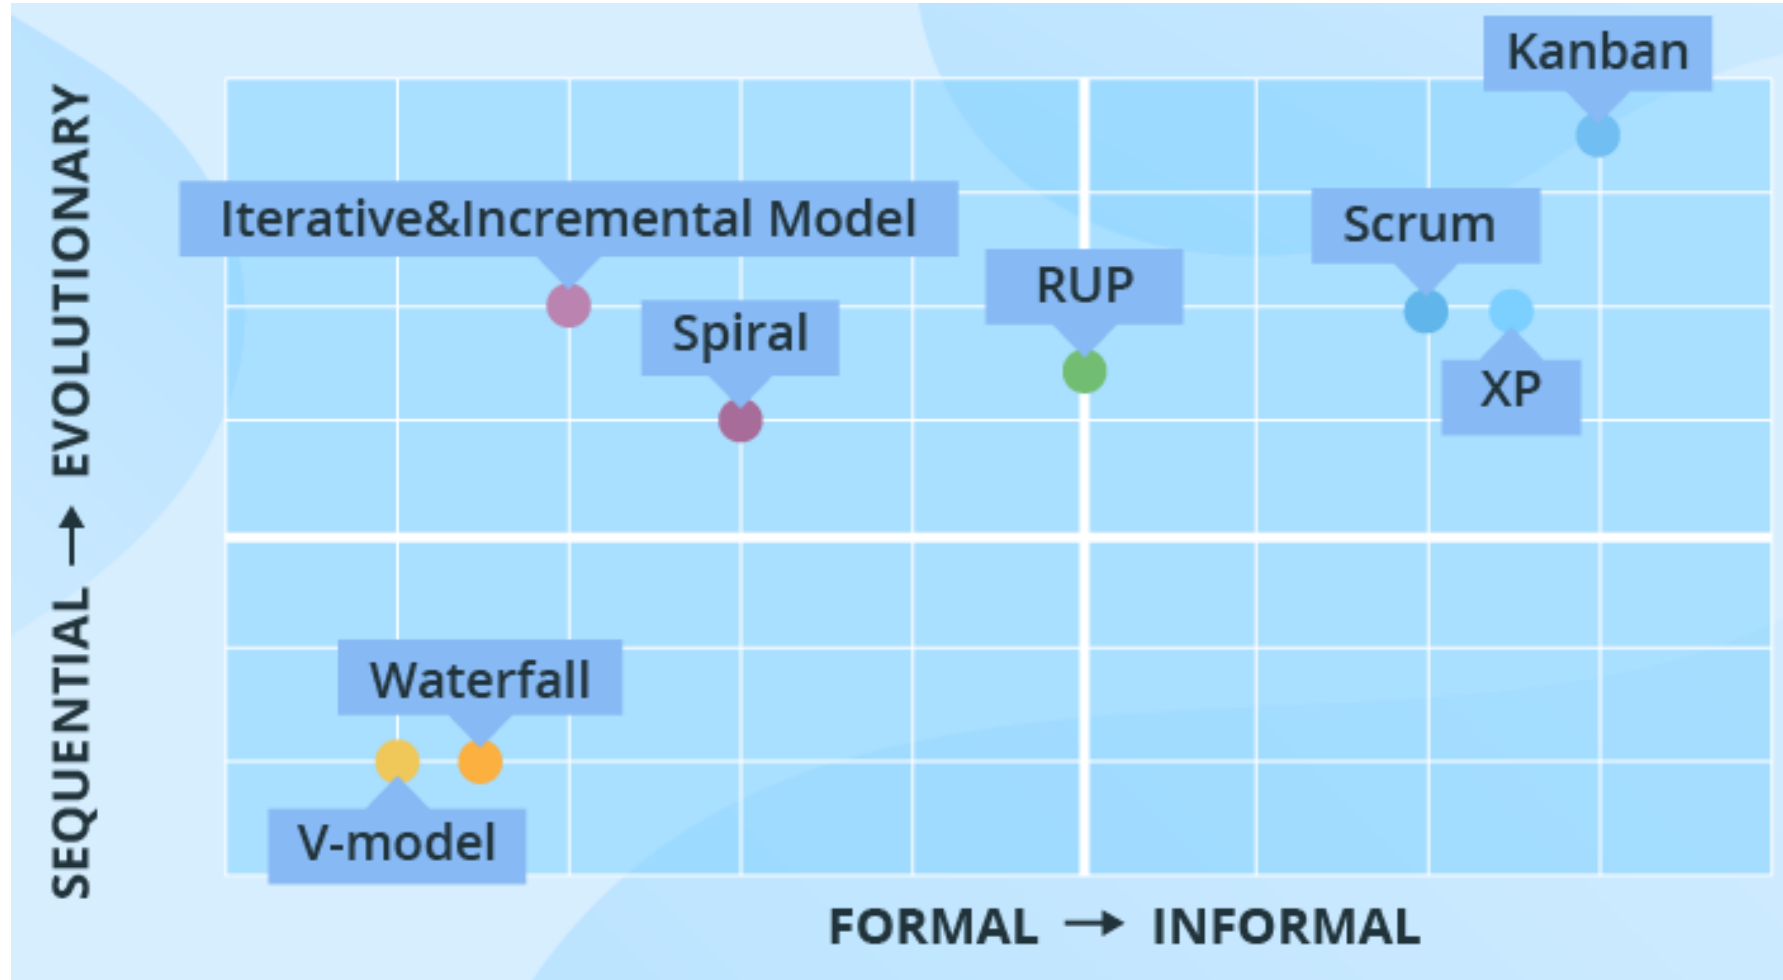 Kanban
Iterative&Incremental Model
Scrum
RUP
Spiral
XP
Waterfall
V-model
SEQUENTIAL → EVOLUTIONARY
FORMAL → INFORMAL